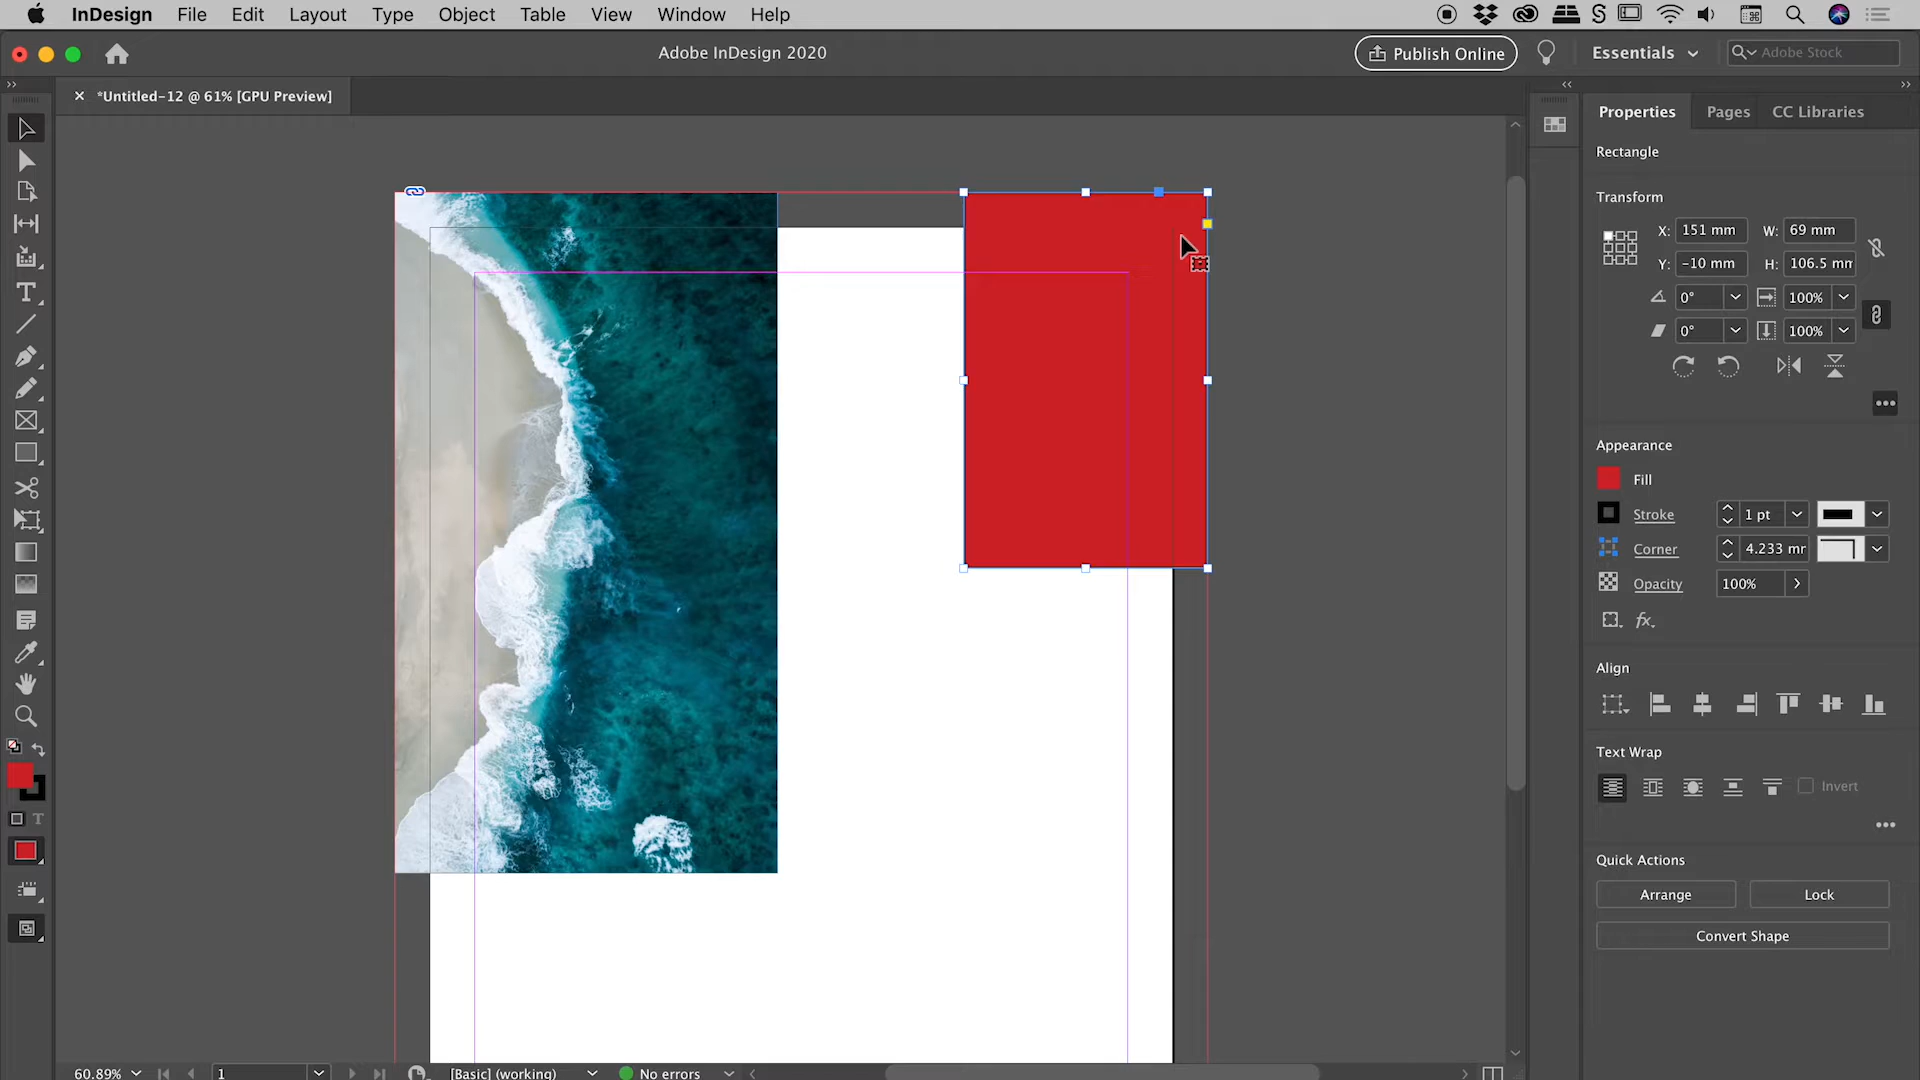 InDesign File Edit Layout Type Object Table View Window Help
Adobe InDesign 2020
Publish Online
Essentials
Adobe Stock
*Untitled-12 @ 61% [GPU Preview]
Properties Pages CC Libraries
Rectangle
Transform
X: 151 mm W: 69 mm
Y: -10 mm H: 106.5 mm
0° 100%
0° 100%
Appearance
Fill
Stroke 1 pt
Corner 4.233 mm
Opacity 100%
fx.
Align
Text Wrap
Invert
Quick Actions
Arrange Lock
Convert Shape
60.89% 1 [Basic] (working) No errors